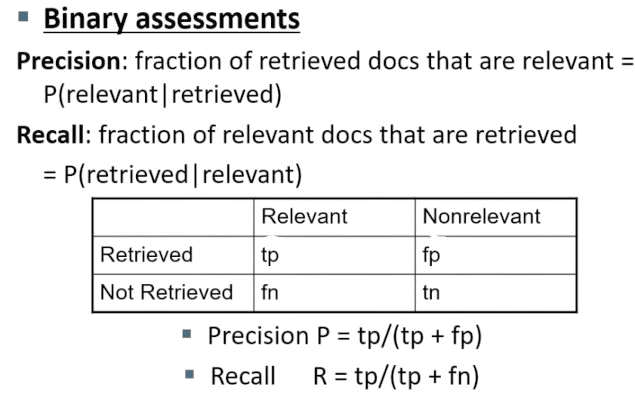 ▪ Binary assessments
Precision: fraction of retrieved docs that are relevant =
P(relevant|retrieved)
Recall: fraction of relevant docs that are retrieved
= P(retrieved|relevant)
Relevant Nonrelevant
Retrieved tp fp
Not Retrieved fn tn
▪ Precision P = tp/(tp + fp)
▪ Recall R = tp/(tp + fn)